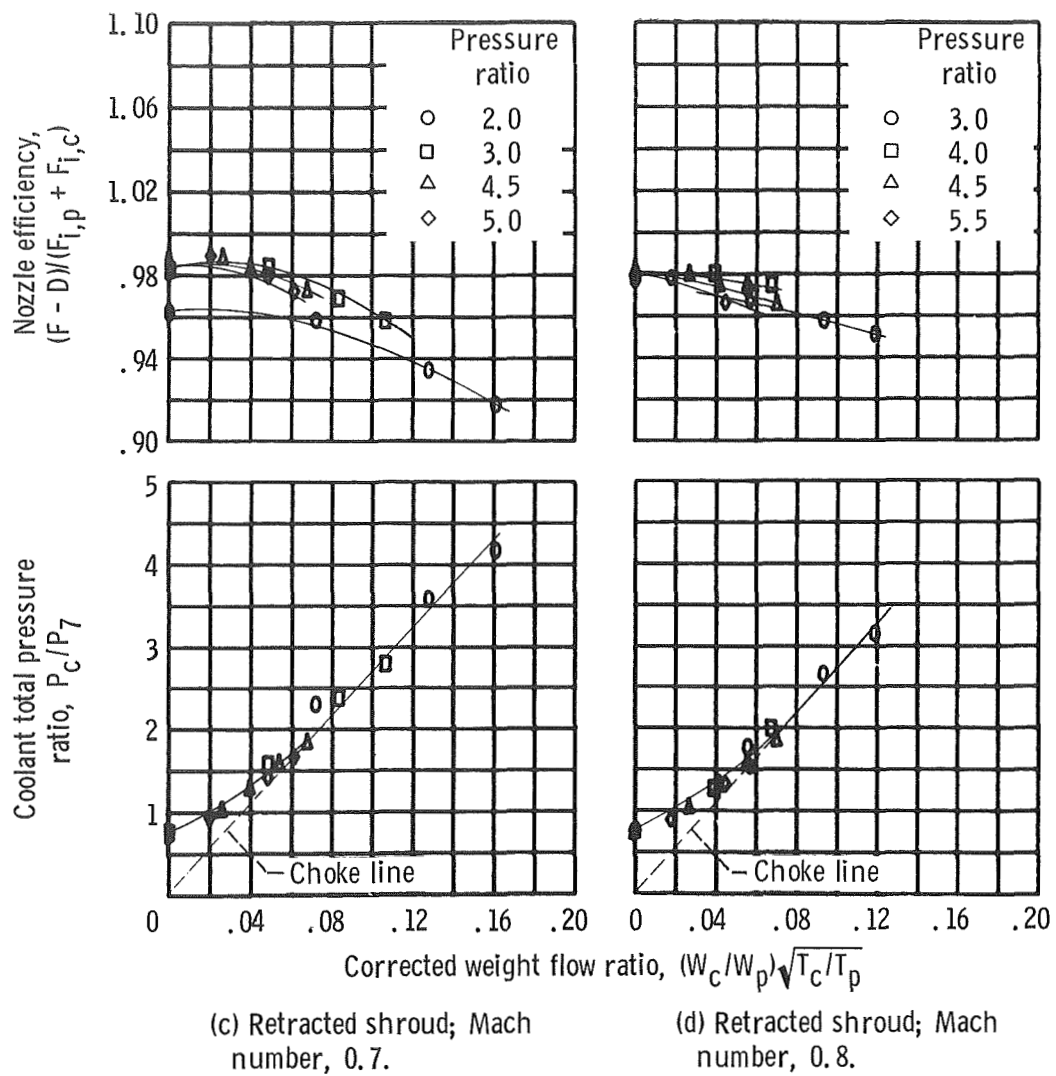 1.10
1.06
1.02
.98
.94
.90
Nozzle efficiency,
(F - D)/(F_{i,p} + F_{i,c})
Pressure
ratio
2.0
3.0
4.5
5.0
Pressure
ratio
3.0
4.0
4.5
5.5
5
4
3
2
1
Coolant total pressure
ratio, P_c/P_7
Choke line
Choke line
0 .04 .08 .12 .16 .20
0 .04 .08 .12 .16 .20
Corrected weight flow ratio, (W_c/W_p)√T_c/T_p
(c) Retracted shroud; Mach
number, 0.7.
(d) Retracted shroud; Mach
number, 0.8.